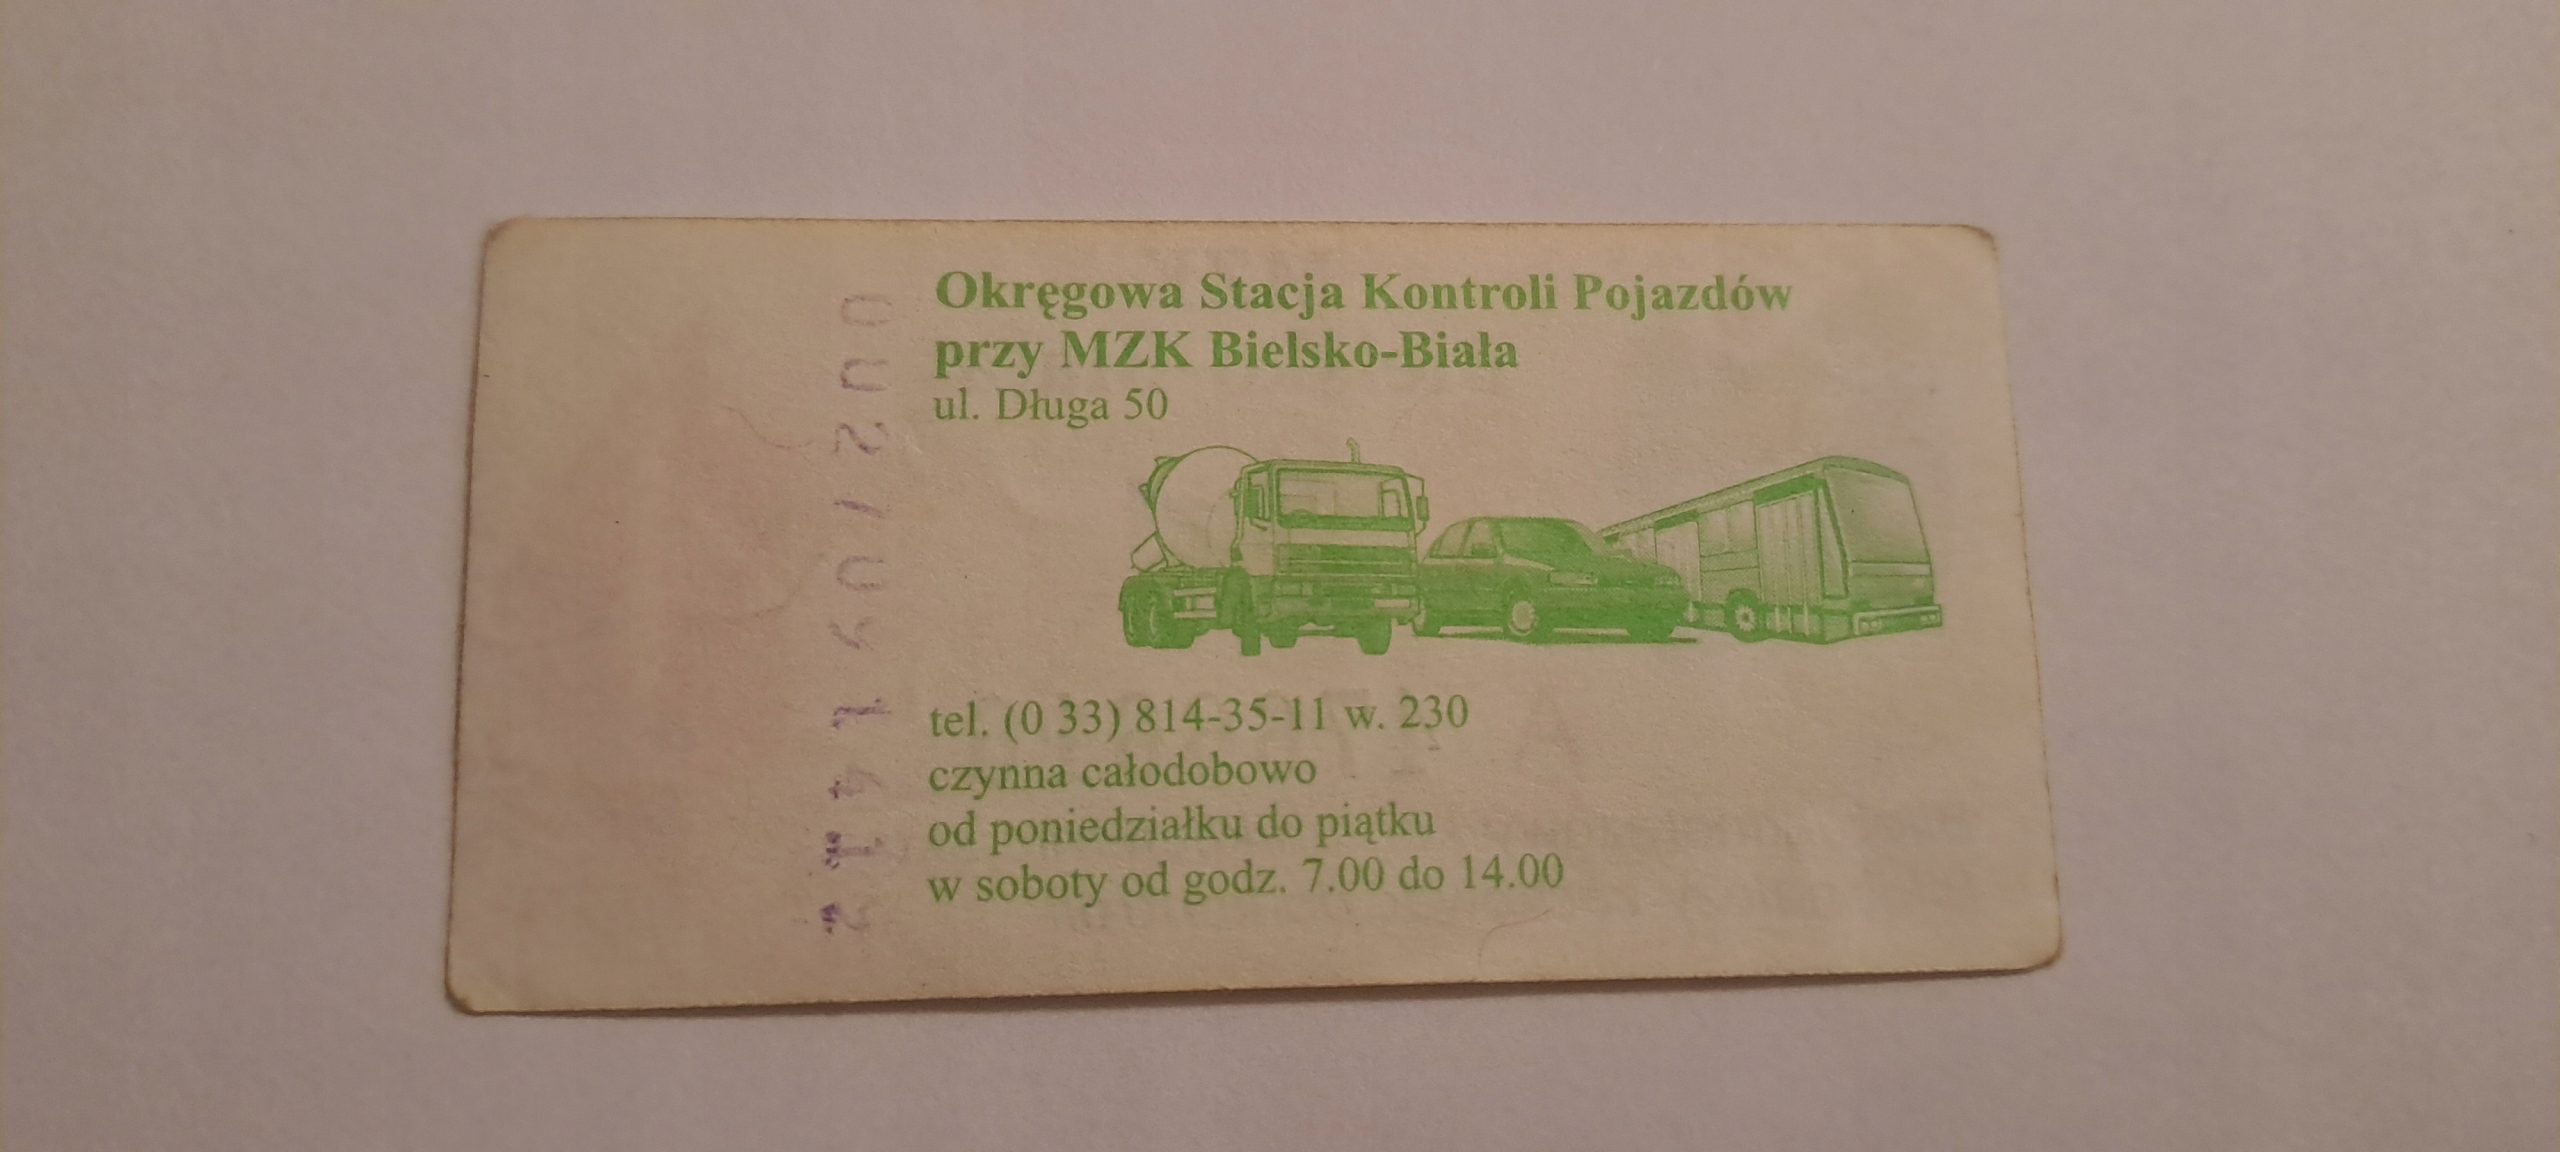 Okręgowa Stacja Kontroli Pojazdów
przy MZK Bielsko-Biała
ul. Długa 50
tel. (0 33) 814-35-11 w. 230
czynna całodobowo
od poniedziałku do piątku
w soboty od godz. 7.00 do 14.00